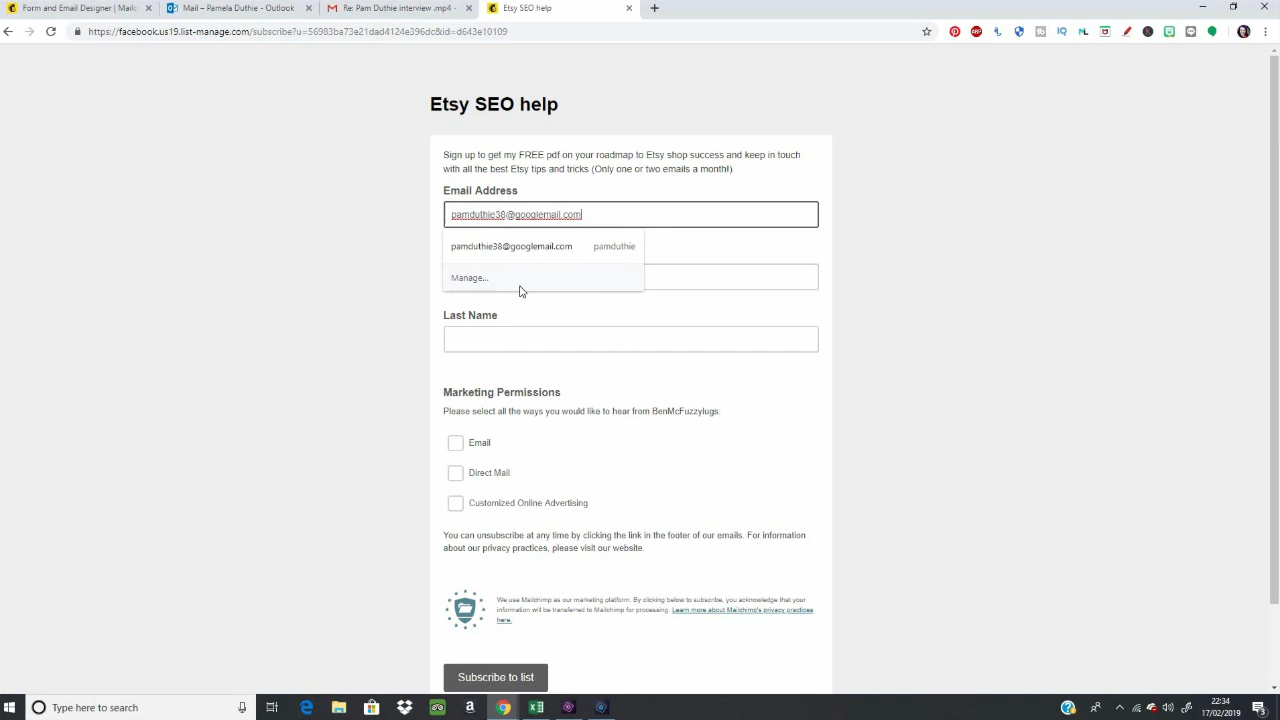 Form and Email Designer | Mailch
Mail – Pamela Duthie - Outlook
Re: Pam Duthie interview .mp4 -
Etsy SEO help
https://facebook.us19.list-manage.com/subscribe?u=56983ba73e21dad4124e396dc&id=dd3de10109
Etsy SEO help
Sign up to get my FREE pdf on your roadmap to Etsy shop success and keep in touch
with all the best Etsy tips and tricks (Only one or two emails a month!)
Email Address
pamduthie38@googlemail.com
pamduthie38@googlemail.com pamduthie
Manage...
Last Name
Marketing Permissions
Please select all the ways you would like to hear from BenMcFuzzylugs:
Email
Direct Mail
Customized Online Advertising
You can unsubscribe at any time by clicking the link in the footer of our emails. For information
about our privacy practices, please visit our website.
We use Mailchimp as our marketing platform. By clicking below to subscribe, you acknowledge that your
information will be transferred to Mailchimp for processing. Learn more about Mailchimp's privacy practices
here.
Subscribe to list
Type here to search
22:34
17/02/2019